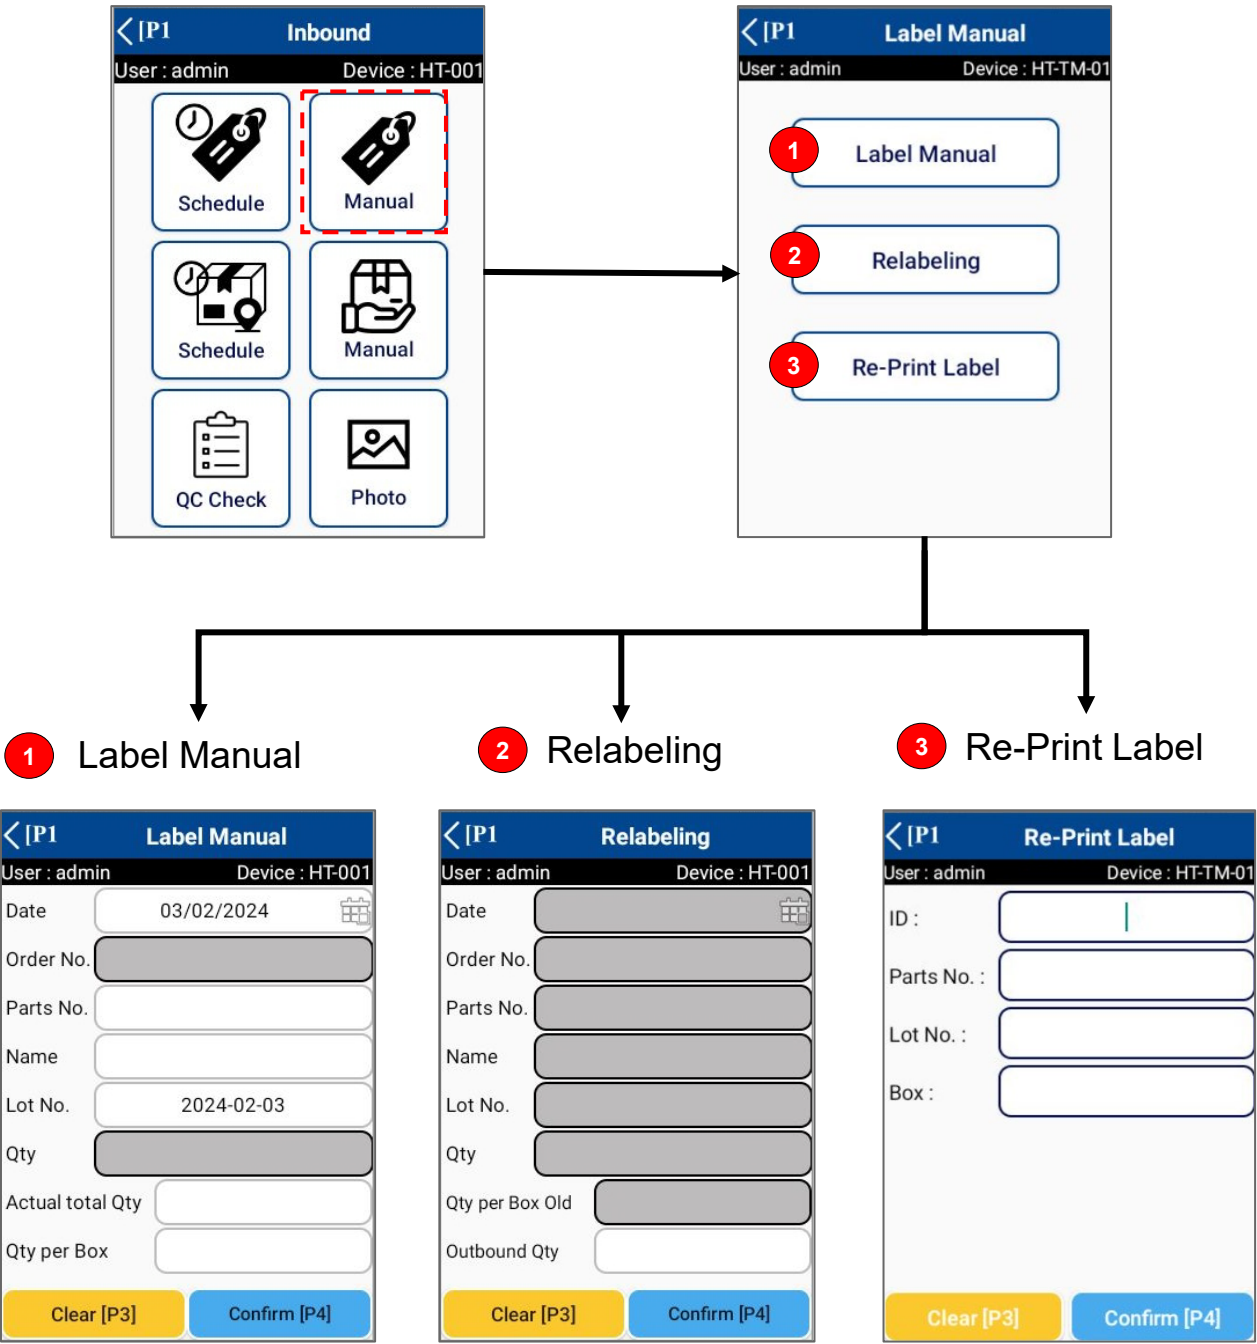 [P1 Inbound
User : admin Device : HT-001
Schedule Manual
Schedule Manual
QC Check Photo
[P1 Label Manual
User : admin Device : HT-TM-01
1 Label Manual
2 Relabeling
3 Re-Print Label
1 Label Manual
2 Relabeling
3 Re-Print Label
[P1 Label Manual
User : admin Device : HT-001
Date 03/02/2024
Order No.
Parts No.
Name
Lot No. 2024-02-03
Qty
Actual total Qty
Qty per Box
Clear [P3] Confirm [P4]
[P1 Relabeling
User : admin Device : HT-001
Date
Order No.
Parts No.
Name
Lot No.
Qty
Qty per Box Old
Outbound Qty
Clear [P3] Confirm [P4]
[P1 Re-Print Label
User : admin Device : HT-TM-01
ID :
Parts No. :
Lot No. :
Box :
Clear [P3] Confirm [P4]